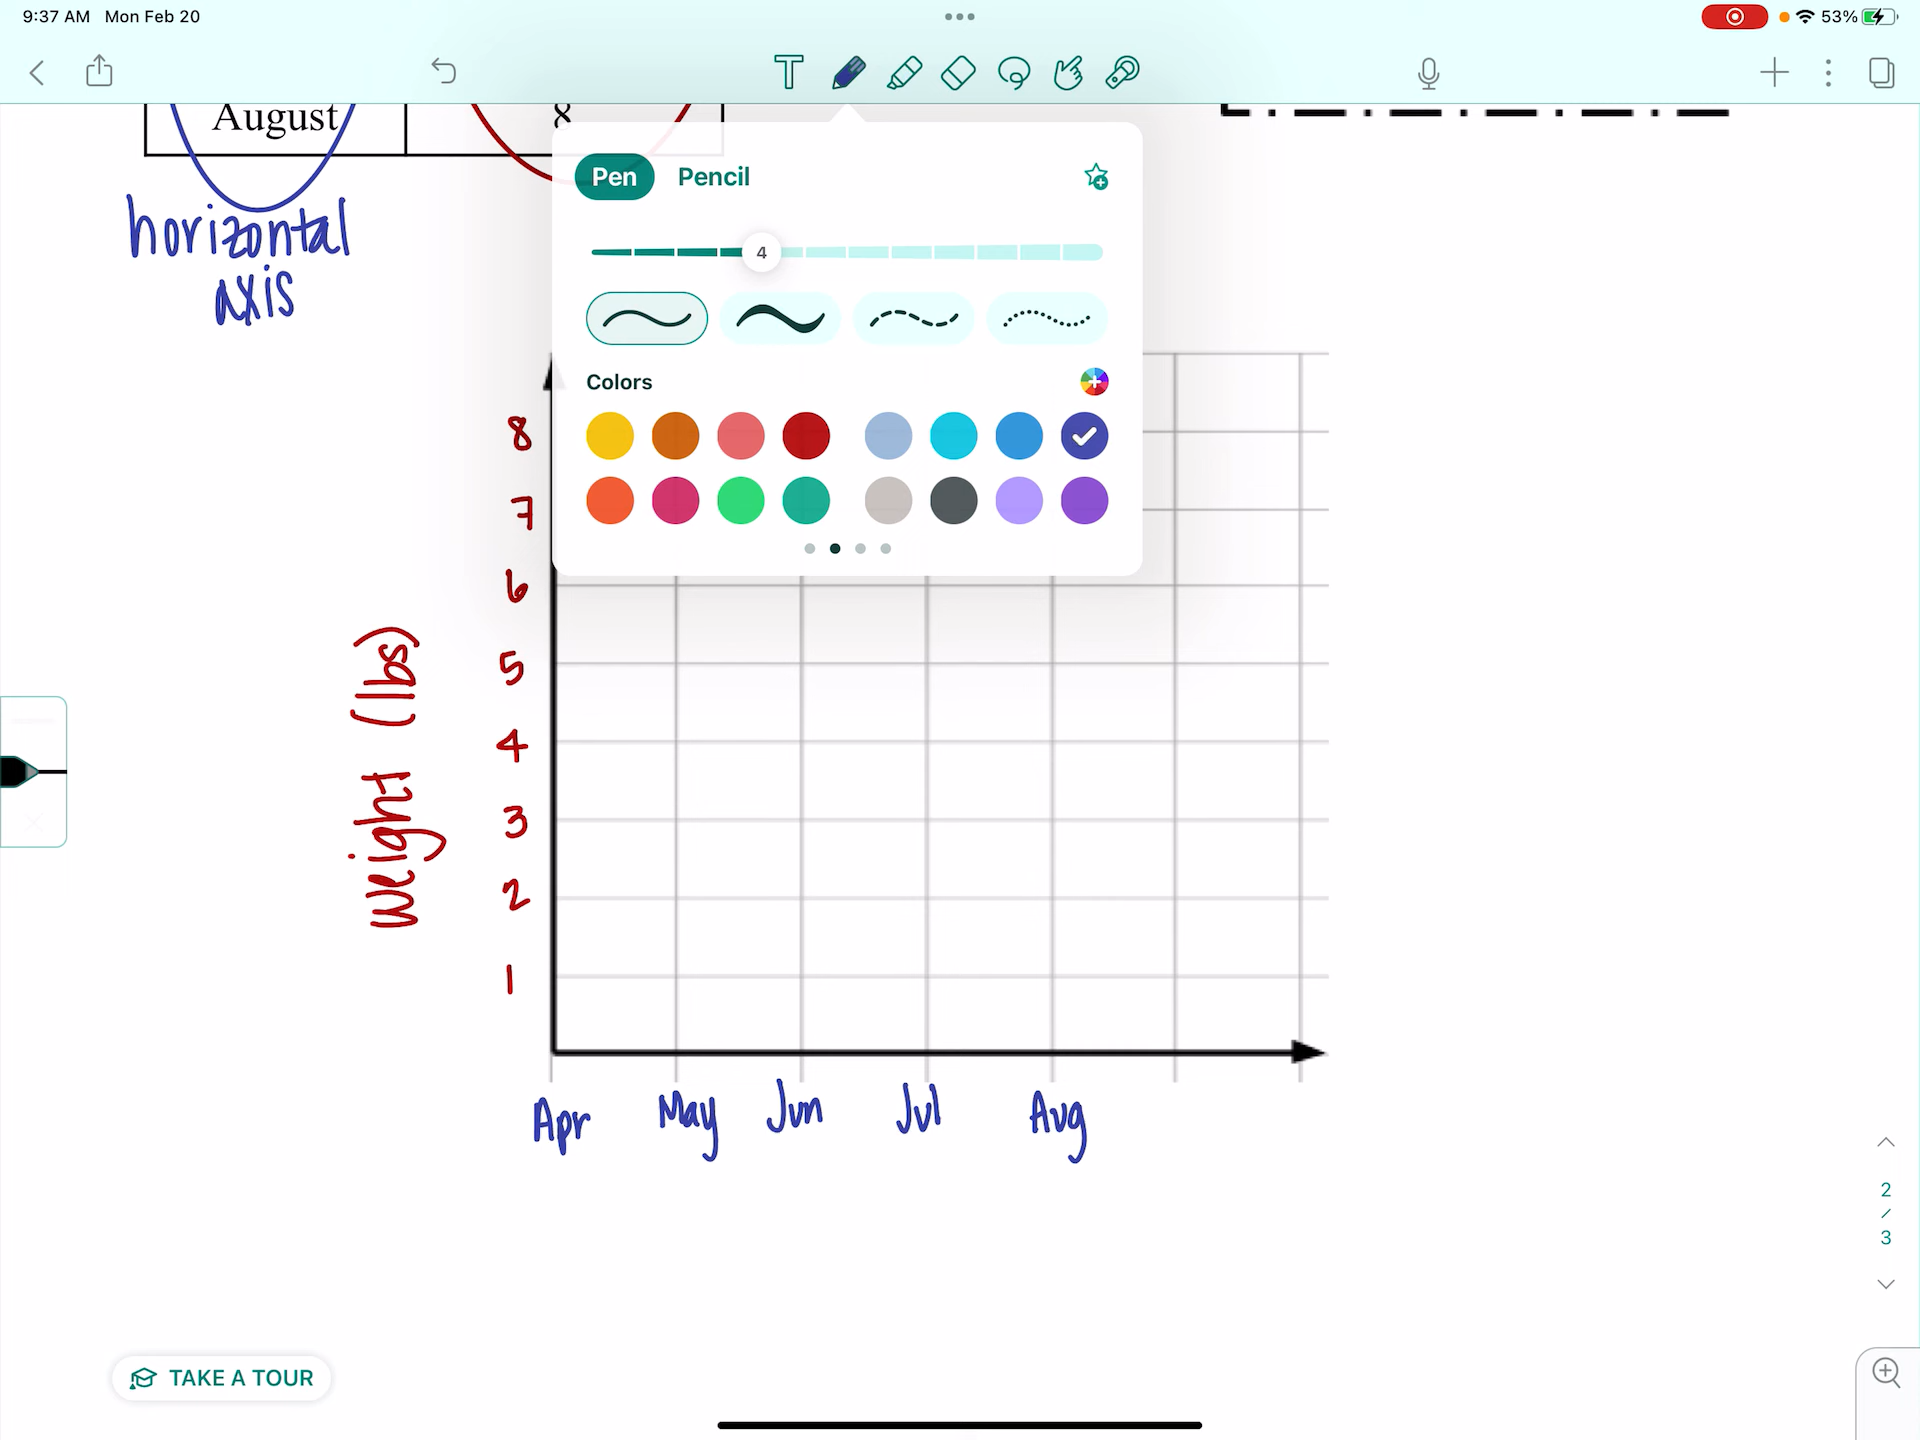 9:37 AM Mon Feb 20
53%
T
August 8
Pen Pencil
horizontal
axis
4
Colors
8
7
6
5
4
3
2
1
Weight (lbs)
Apr May Jun Jul Aug
2
/
3
TAKE A TOUR